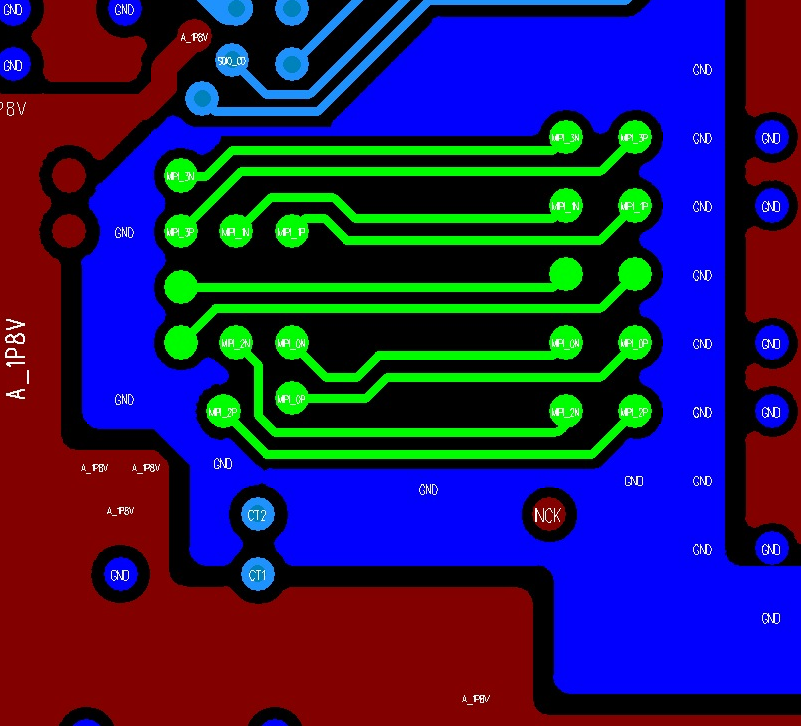 GND
GND
A_1P8V
SDIO_CD
GND
GND
GND
MIPI_3N
MIPI_3P
GND
GND
MIPI_3N
MIPI_1N
MIPI_1P
GND
GND
GND
MIPI_3P
MIPI_1N
MIPI_1P
GND
A_1P8V
MIPI_2N
MIPI_0N
MIPI_0N
MIPI_0P
GND
GND
GND
MIPI_0P
MIPI_2P
MIPI_2N
MIPI_2P
GND
GND
A_1P8V
A_1P8V
GND
GND
GND
GND
A_1P8V
CT2
NCK
GND
GND
GND
CT1
GND
A_1P8V